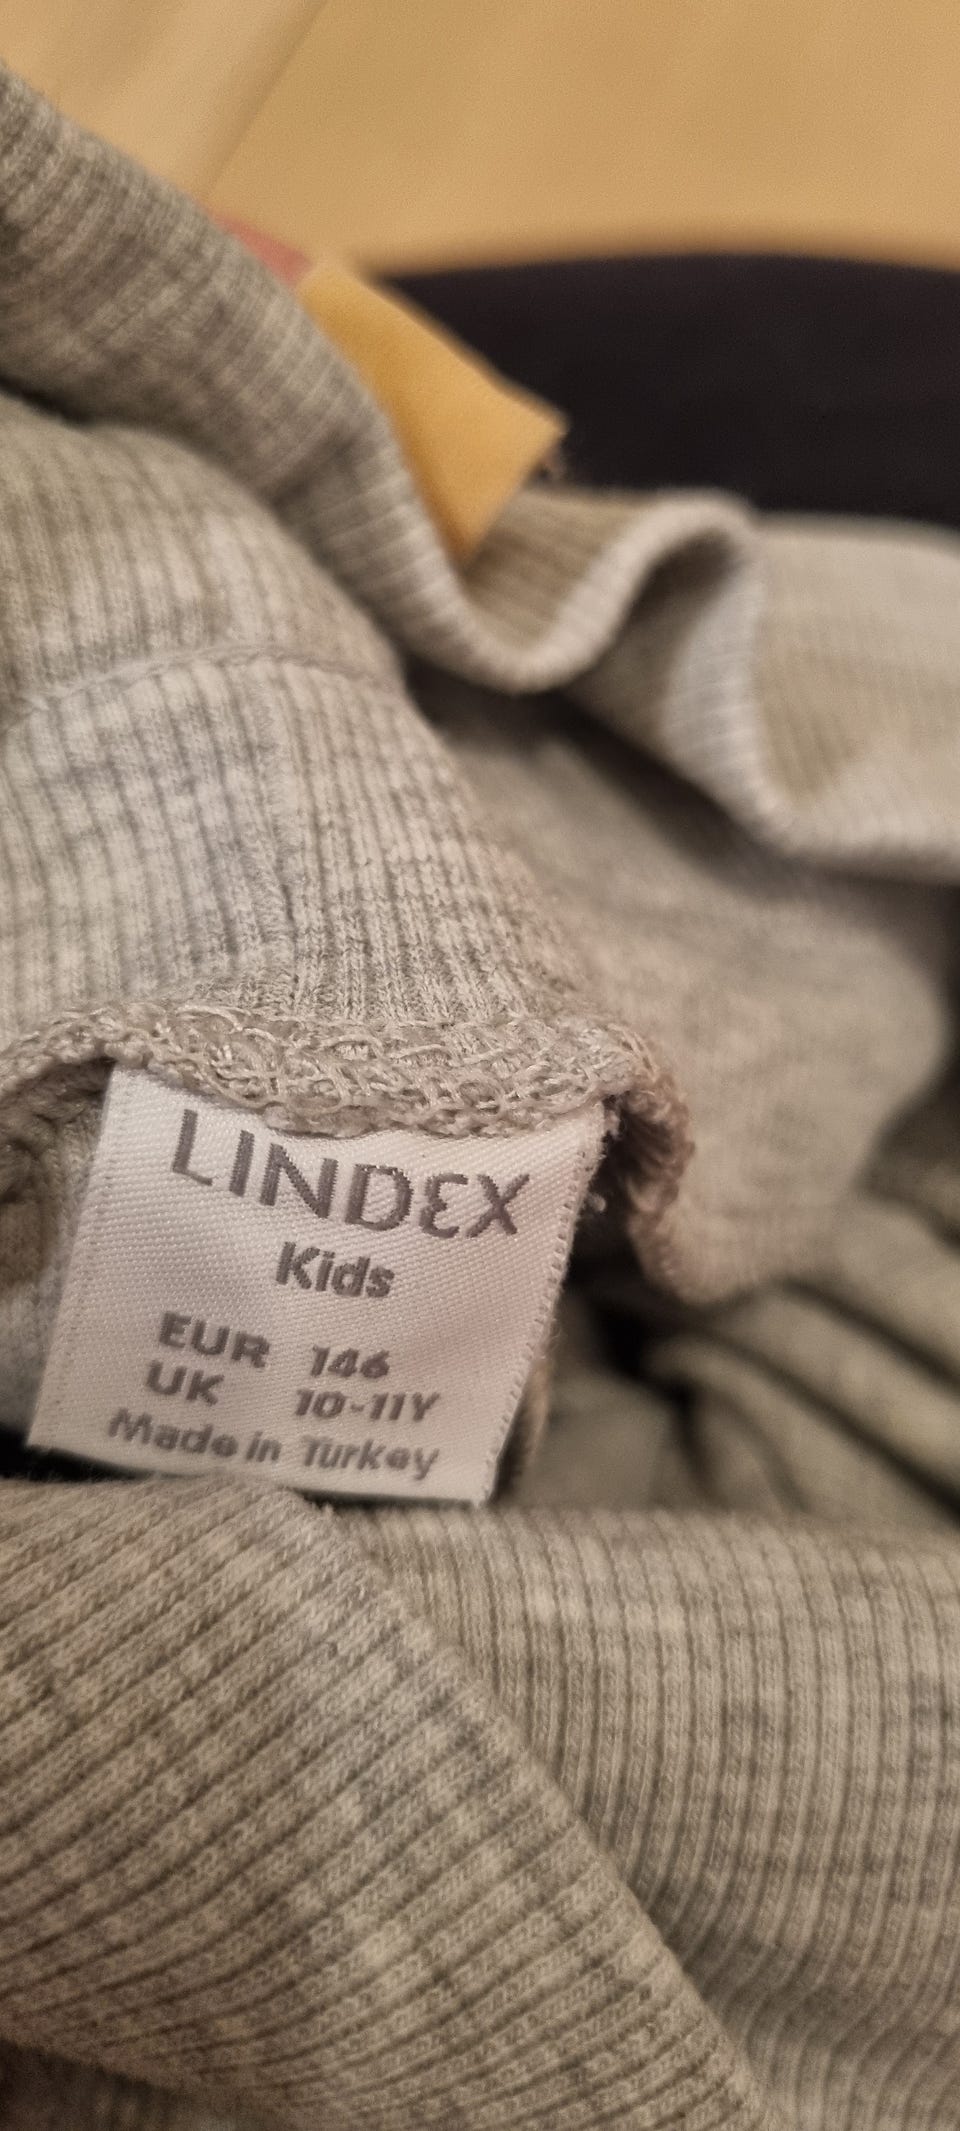 LINDEX
Kids
EUR 146
UK 10-11Y
Made in Turkey